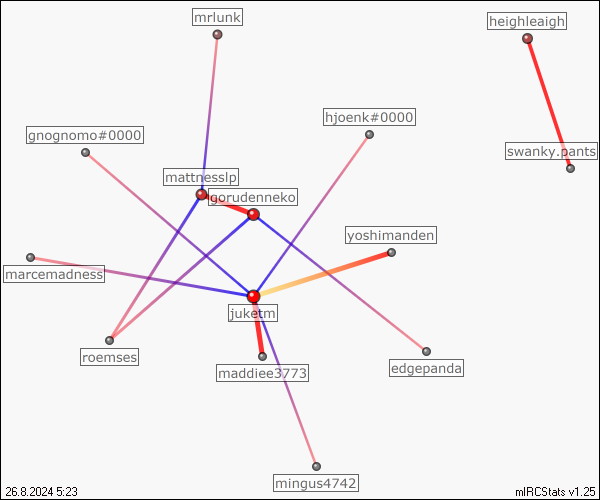 mrlunk
heighleaigh
hjoenk#0000
gnognomo#0000
swanky.pants
mattnesslp
gorudenneko
yoshimanden
marcemadness
juketm
roemses
edgepanda
maddiee3773
mingus4742
26.8.2024 5:23
mIRCStats v1.25